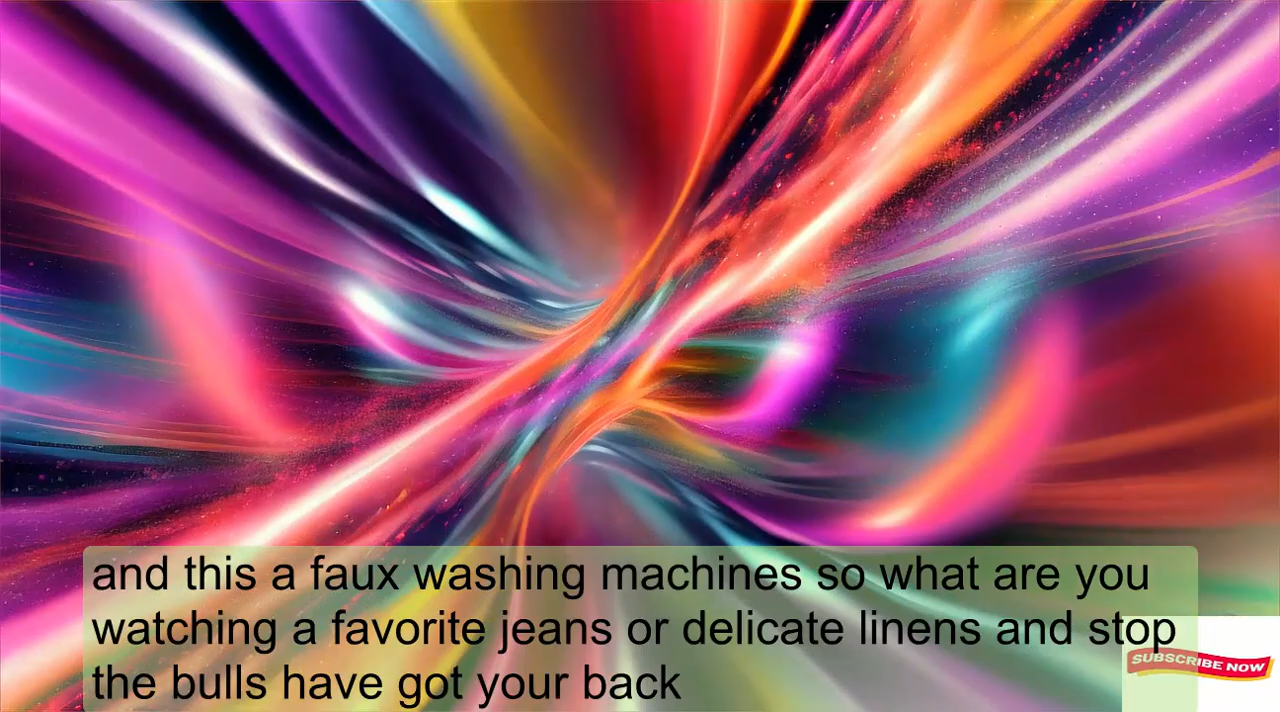 and this a faux washing machines so what are you
watching a favorite jeans or delicate linens and stop
the bulls have got your back
SUBSCRIBE NOW